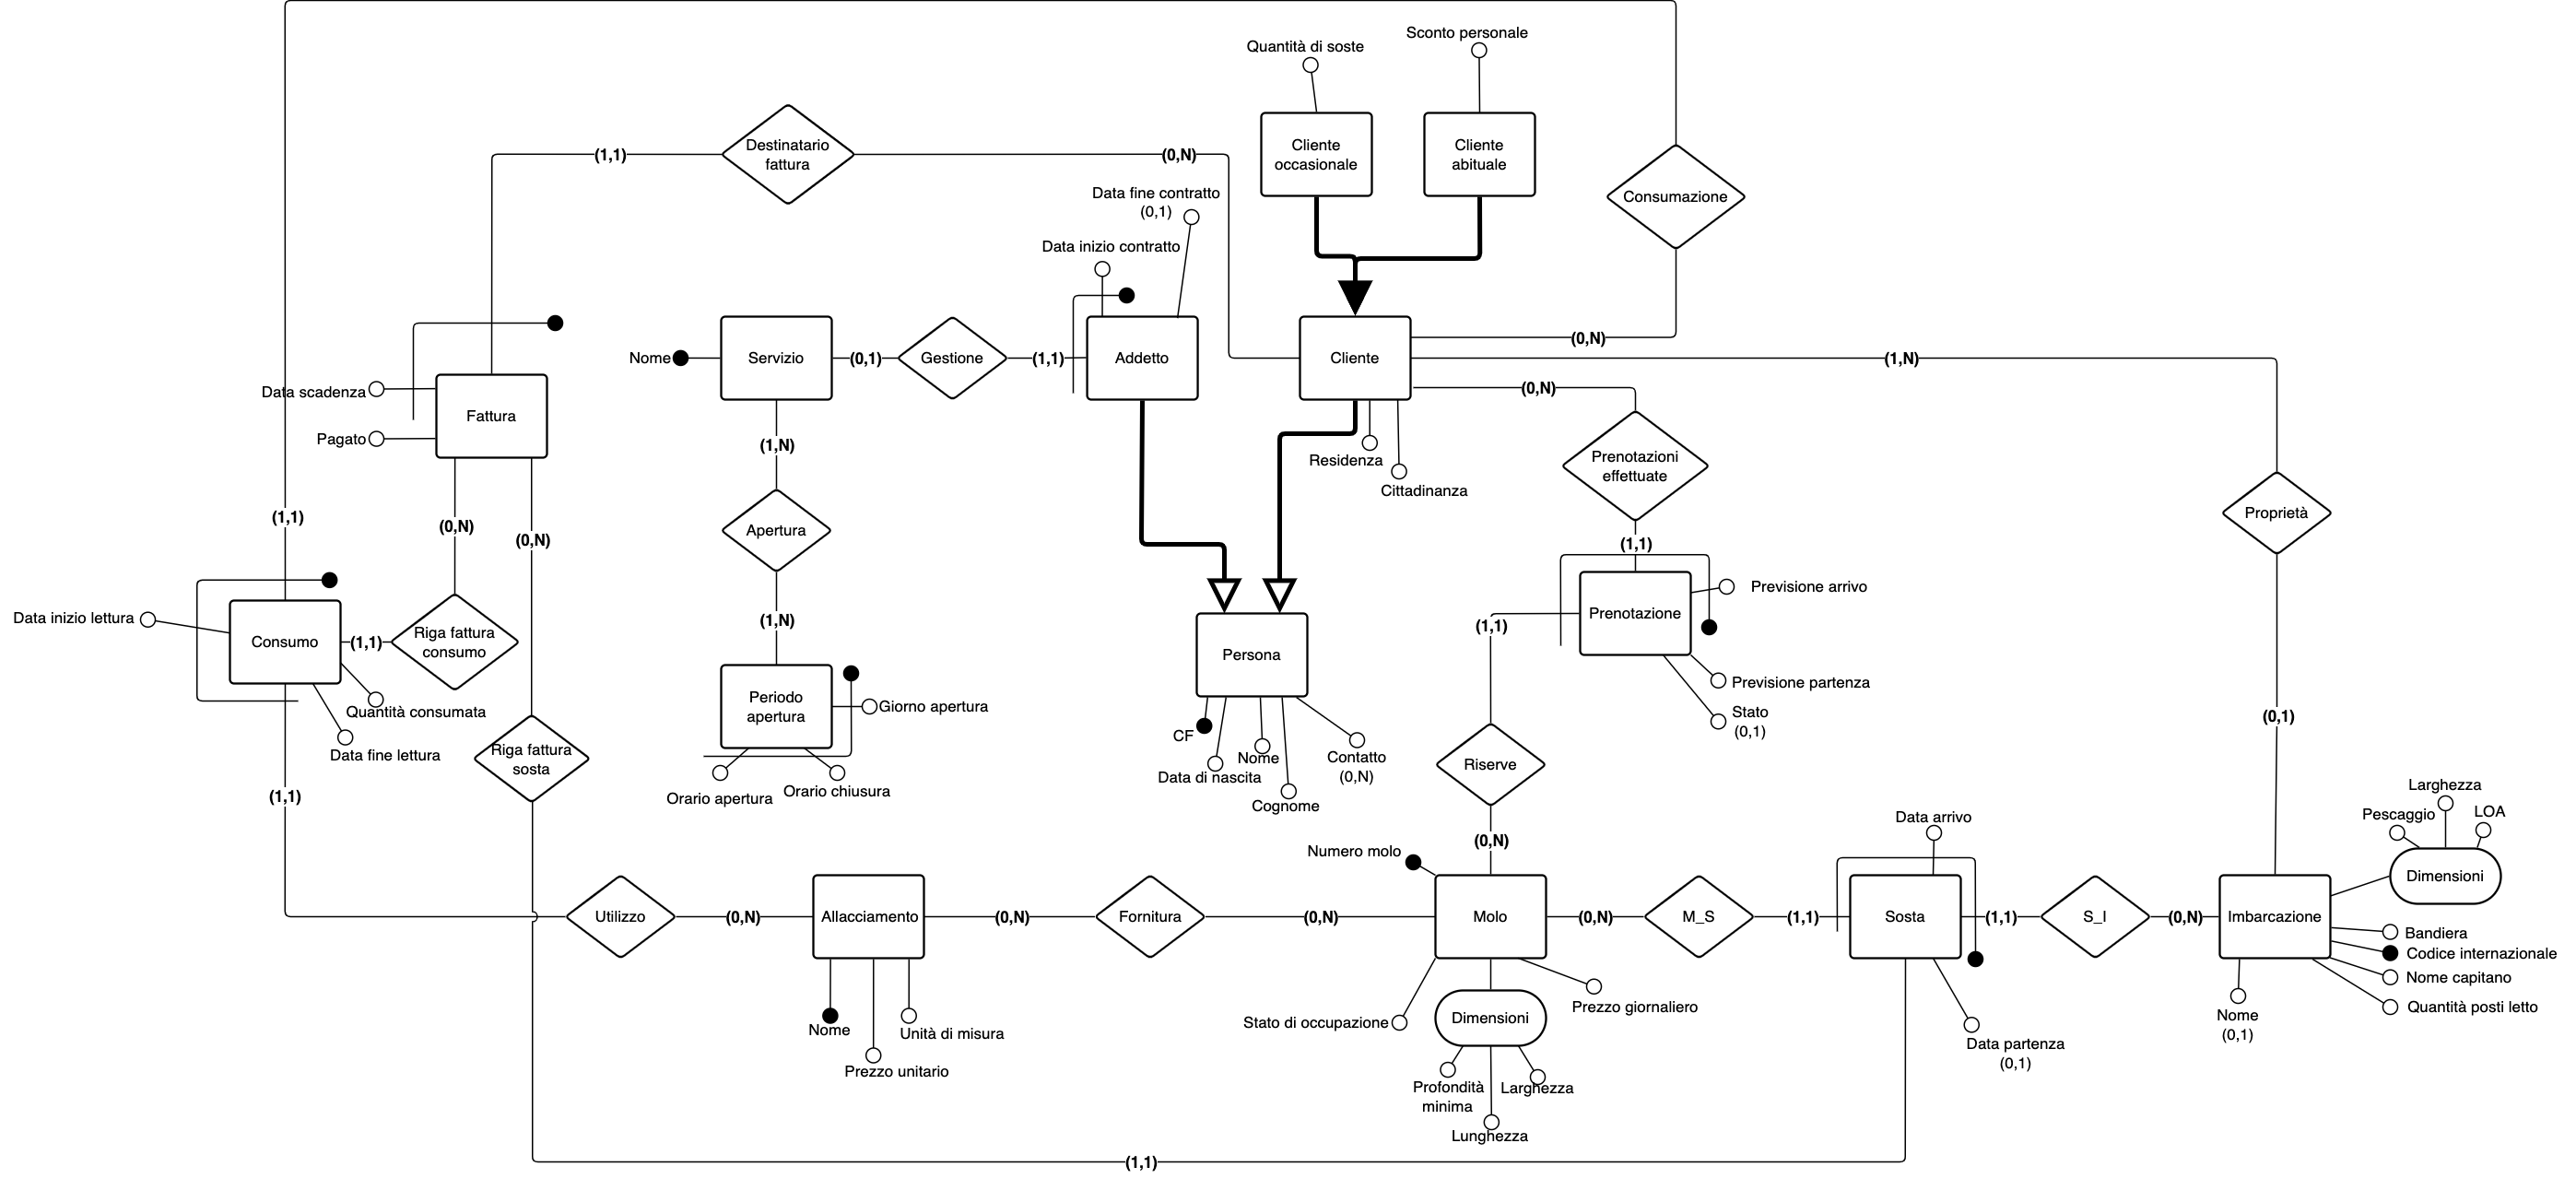 Sconto personale
Quantità di soste
Destinatario
fattura
(1,1)
(0,N)
Cliente
occasionale
Cliente
abituale
Consumazione
Data fine contratto
(0,1)
Data inizio contratto
(0,N)
Nome
Servizio
(0,1)
Gestione
(1,1)
Addetto
Cliente
(1,N)
Data scadenza
Fattura
Pagato
(0,N)
(1,N)
Residenza
Cittadinanza
Prenotazioni
effettuate
(1,1)
(0,N)
(0,N)
Apertura
Proprietà
(1,1)
Previsione arrivo
Data inizio lettura
Consumo
(1,1)
Riga fattura
consumo
(1,N)
Persona
Prenotazione
(1,1)
Previsione partenza
Stato
(0,1)
Quantità consumata
Data fine lettura
Periodo
apertura
Giorno apertura
Orario apertura
Orario chiusura
CF
Data di nascita
Nome
Cognome
Contatto
(0,N)
(0,1)
Riga fattura
sosta
Riserve
(1,1)
Larghezza
Pescaggio
LOA
Dimensioni
Data arrivo
(0,N)
Numero molo
Utilizzo
(0,N)
Allacciamento
(0,N)
Fornitura
(0,N)
Molo
(0,N)
M_S
(1,1)
Sosta
(1,1)
S_I
(0,N)
Imbarcazione
Bandiera
Codice internazionale
Nome capitano
Quantità posti letto
Nome
(0,1)
Nome
Unità di misura
Prezzo unitario
Stato di occupazione
Dimensioni
Prezzo giornaliero
Profondità
minima
Larghezza
Lunghezza
Data partenza
(0,1)
(1,1)